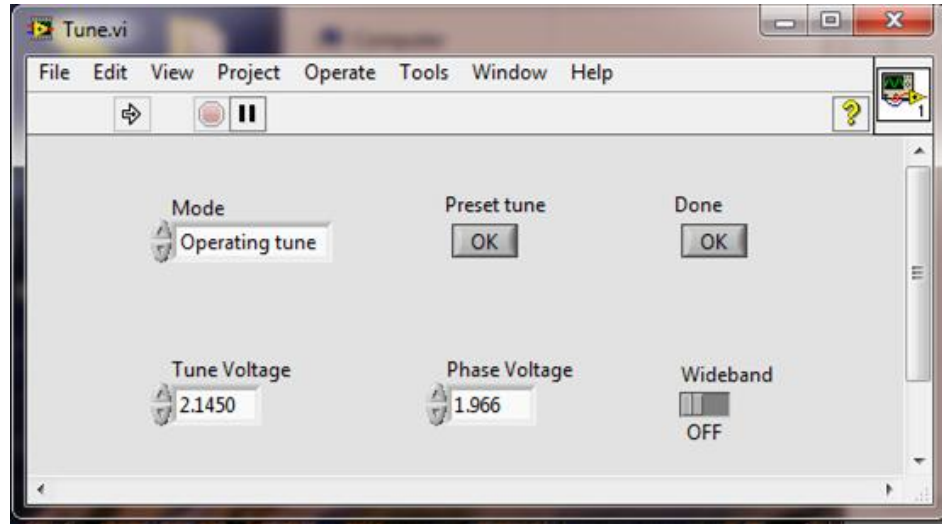 Tune.vi
File Edit View Project Operate Tools Window Help
1
Mode Preset tune Done
Operating tune OK OK
Tune Voltage Phase Voltage Wideband
2.1450 1.966
OFF